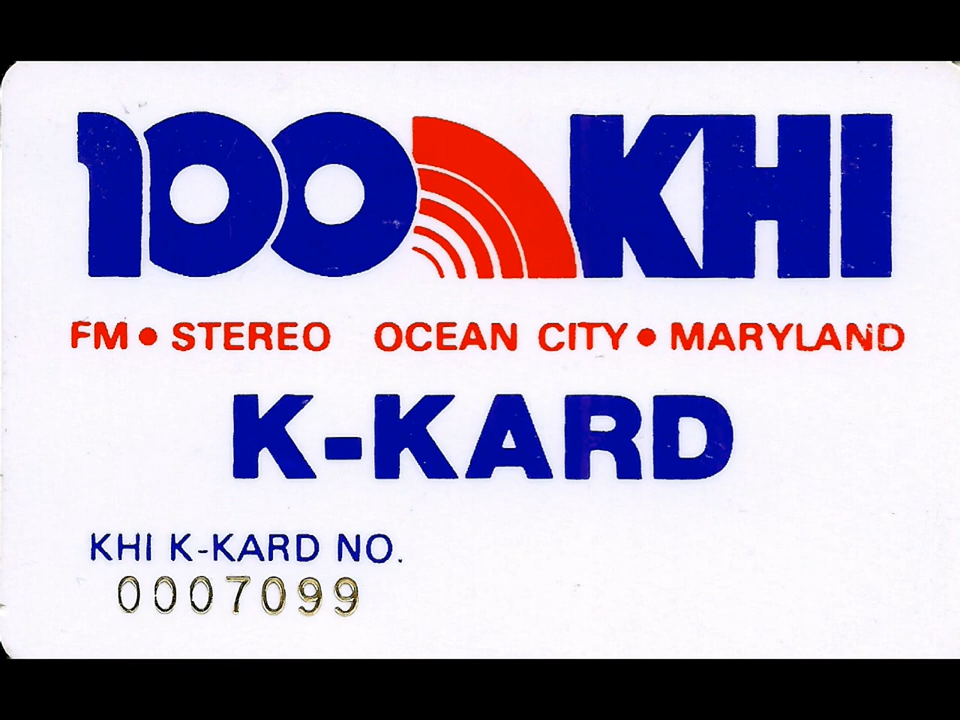 100 KHI
FM • STEREO OCEAN CITY • MARYLAND
K-KARD
KHI K-KARD NO.
0007099